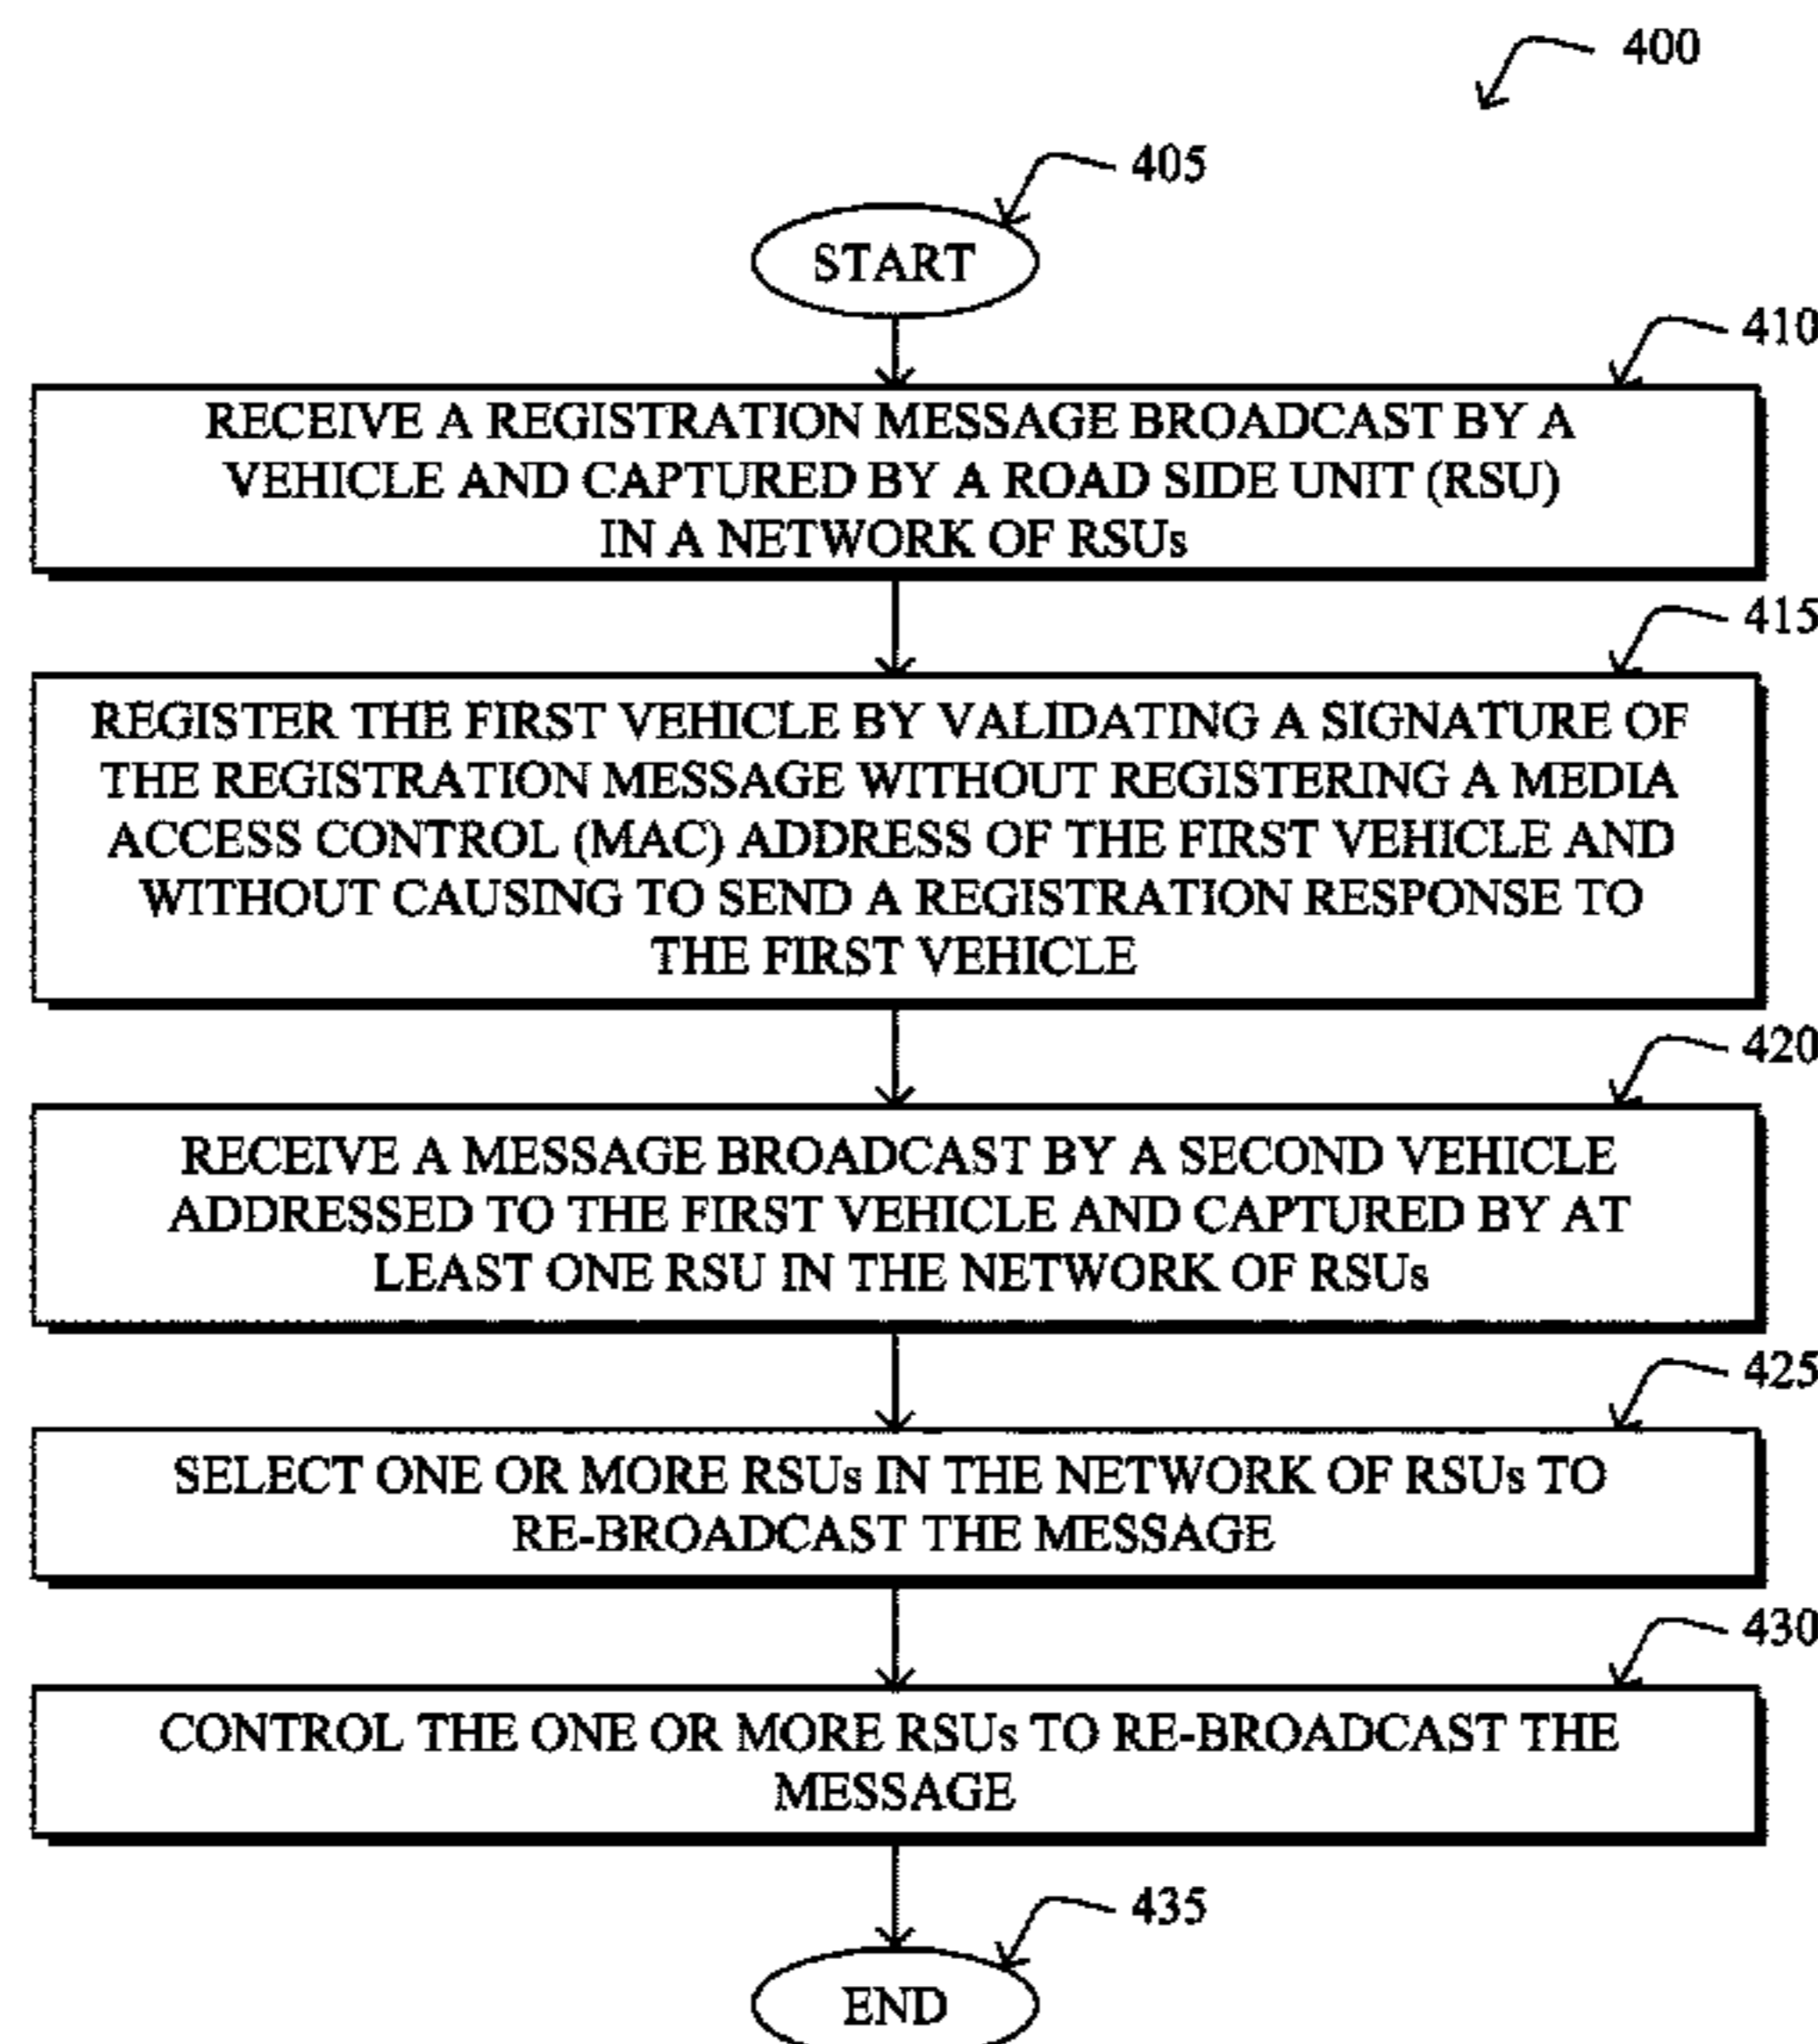 400
405
START
410
RECEIVE A REGISTRATION MESSAGE BROADCAST BY A
VEHICLE AND CAPTURED BY A ROAD SIDE UNIT (RSU)
IN A NETWORK OF RSUs
415
REGISTER THE FIRST VEHICLE BY VALIDATING A SIGNATURE OF
THE REGISTRATION MESSAGE WITHOUT REGISTERING A MEDIA
ACCESS CONTROL (MAC) ADDRESS OF THE FIRST VEHICLE AND
WITHOUT CAUSING TO SEND A REGISTRATION RESPONSE TO
THE FIRST VEHICLE
420
RECEIVE A MESSAGE BROADCAST BY A SECOND VEHICLE
ADDRESSED TO THE FIRST VEHICLE AND CAPTURED BY AT
LEAST ONE RSU IN THE NETWORK OF RSUs
425
SELECT ONE OR MORE RSUs IN THE NETWORK OF RSUs TO
RE-BROADCAST THE MESSAGE
430
CONTROL THE ONE OR MORE RSUs TO RE-BROADCAST THE
MESSAGE
435
END